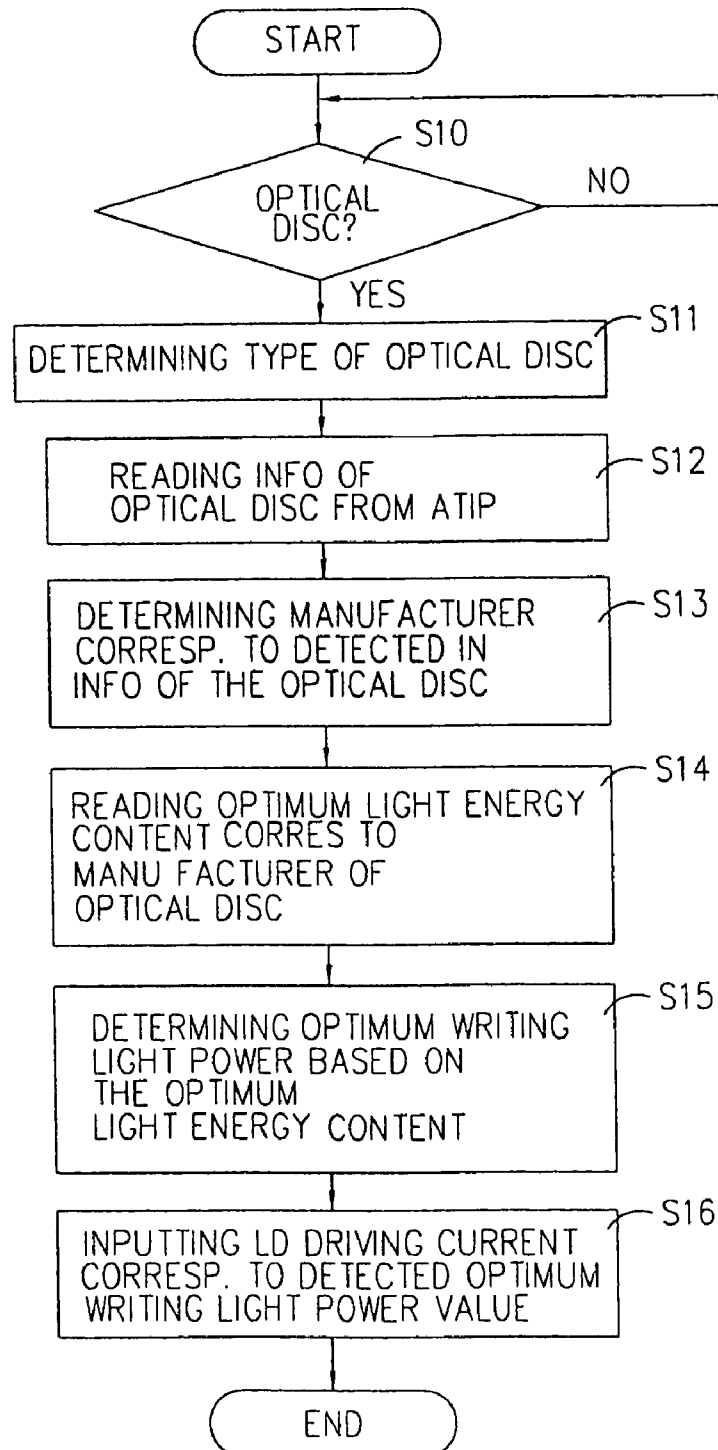 START
S10
OPTICAL
DISC?
NO
YES
S11
DETERMINING TYPE OF OPTICAL DISC
S12
READING INFO OF
OPTICAL DISC FROM ATIP
S13
DETERMINING MANUFACTURER
CORRESP. TO DETECTED IN
INFO OF THE OPTICAL DISC
S14
READING OPTIMUM LIGHT ENERGY
CONTENT CORRES TO
MANU FACTURER OF
OPTICAL DISC
S15
DETERMINING OPTIMUM WRITING
LIGHT POWER BASED ON
THE OPTIMUM
LIGHT ENERGY CONTENT
S16
INPUTTING LD DRIVING CURRENT
CORRESP. TO DETECTED OPTIMUM
WRITING LIGHT POWER VALUE
END